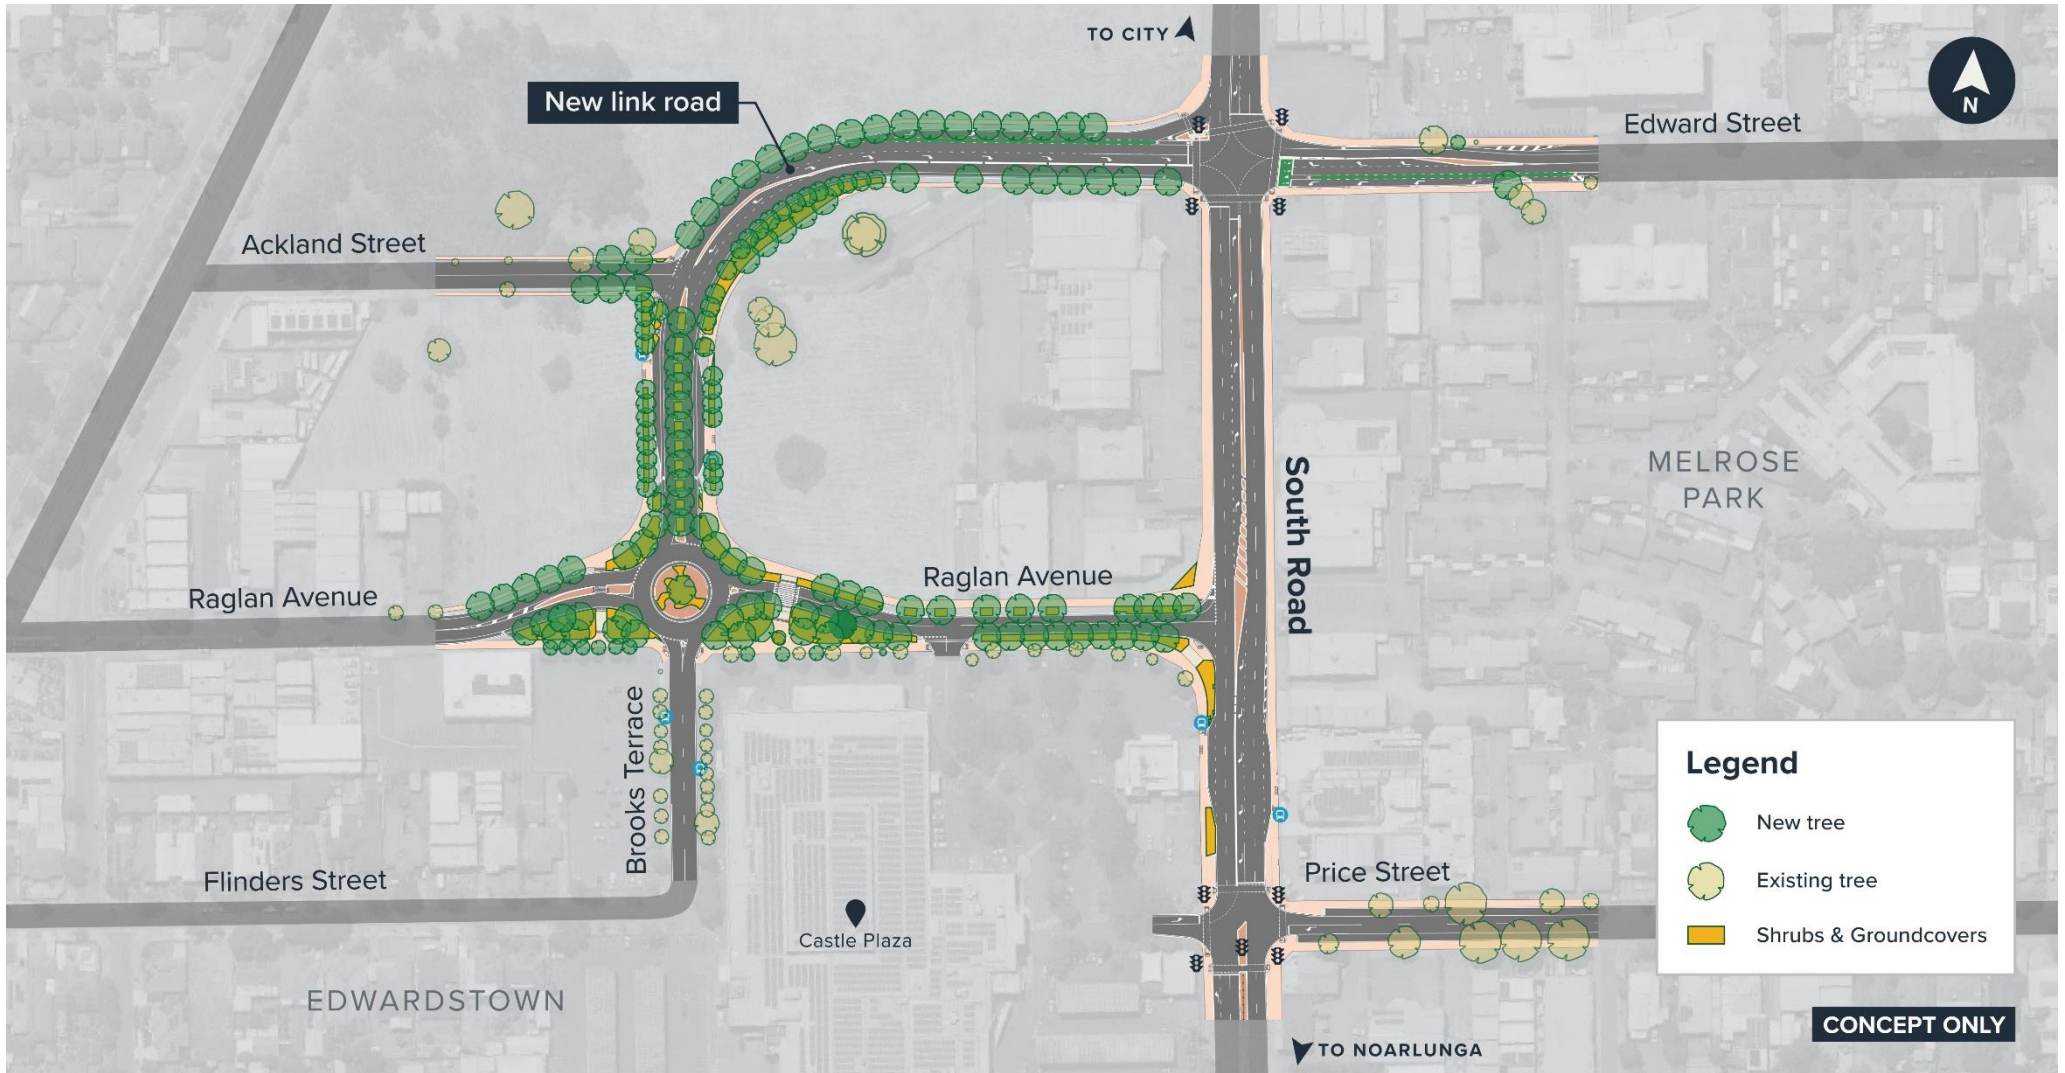 TO CITY
N
New link road
Edward Street
Ackland Street
MELROSE
PARK
South Road
Raglan Avenue
Raglan Avenue
Brooks Terrace
Legend
New tree
Existing tree
Shrubs & Groundcovers
Price Street
Flinders Street
Castle Plaza
EDWARDSTOWN
CONCEPT ONLY
TO NOARLUNGA